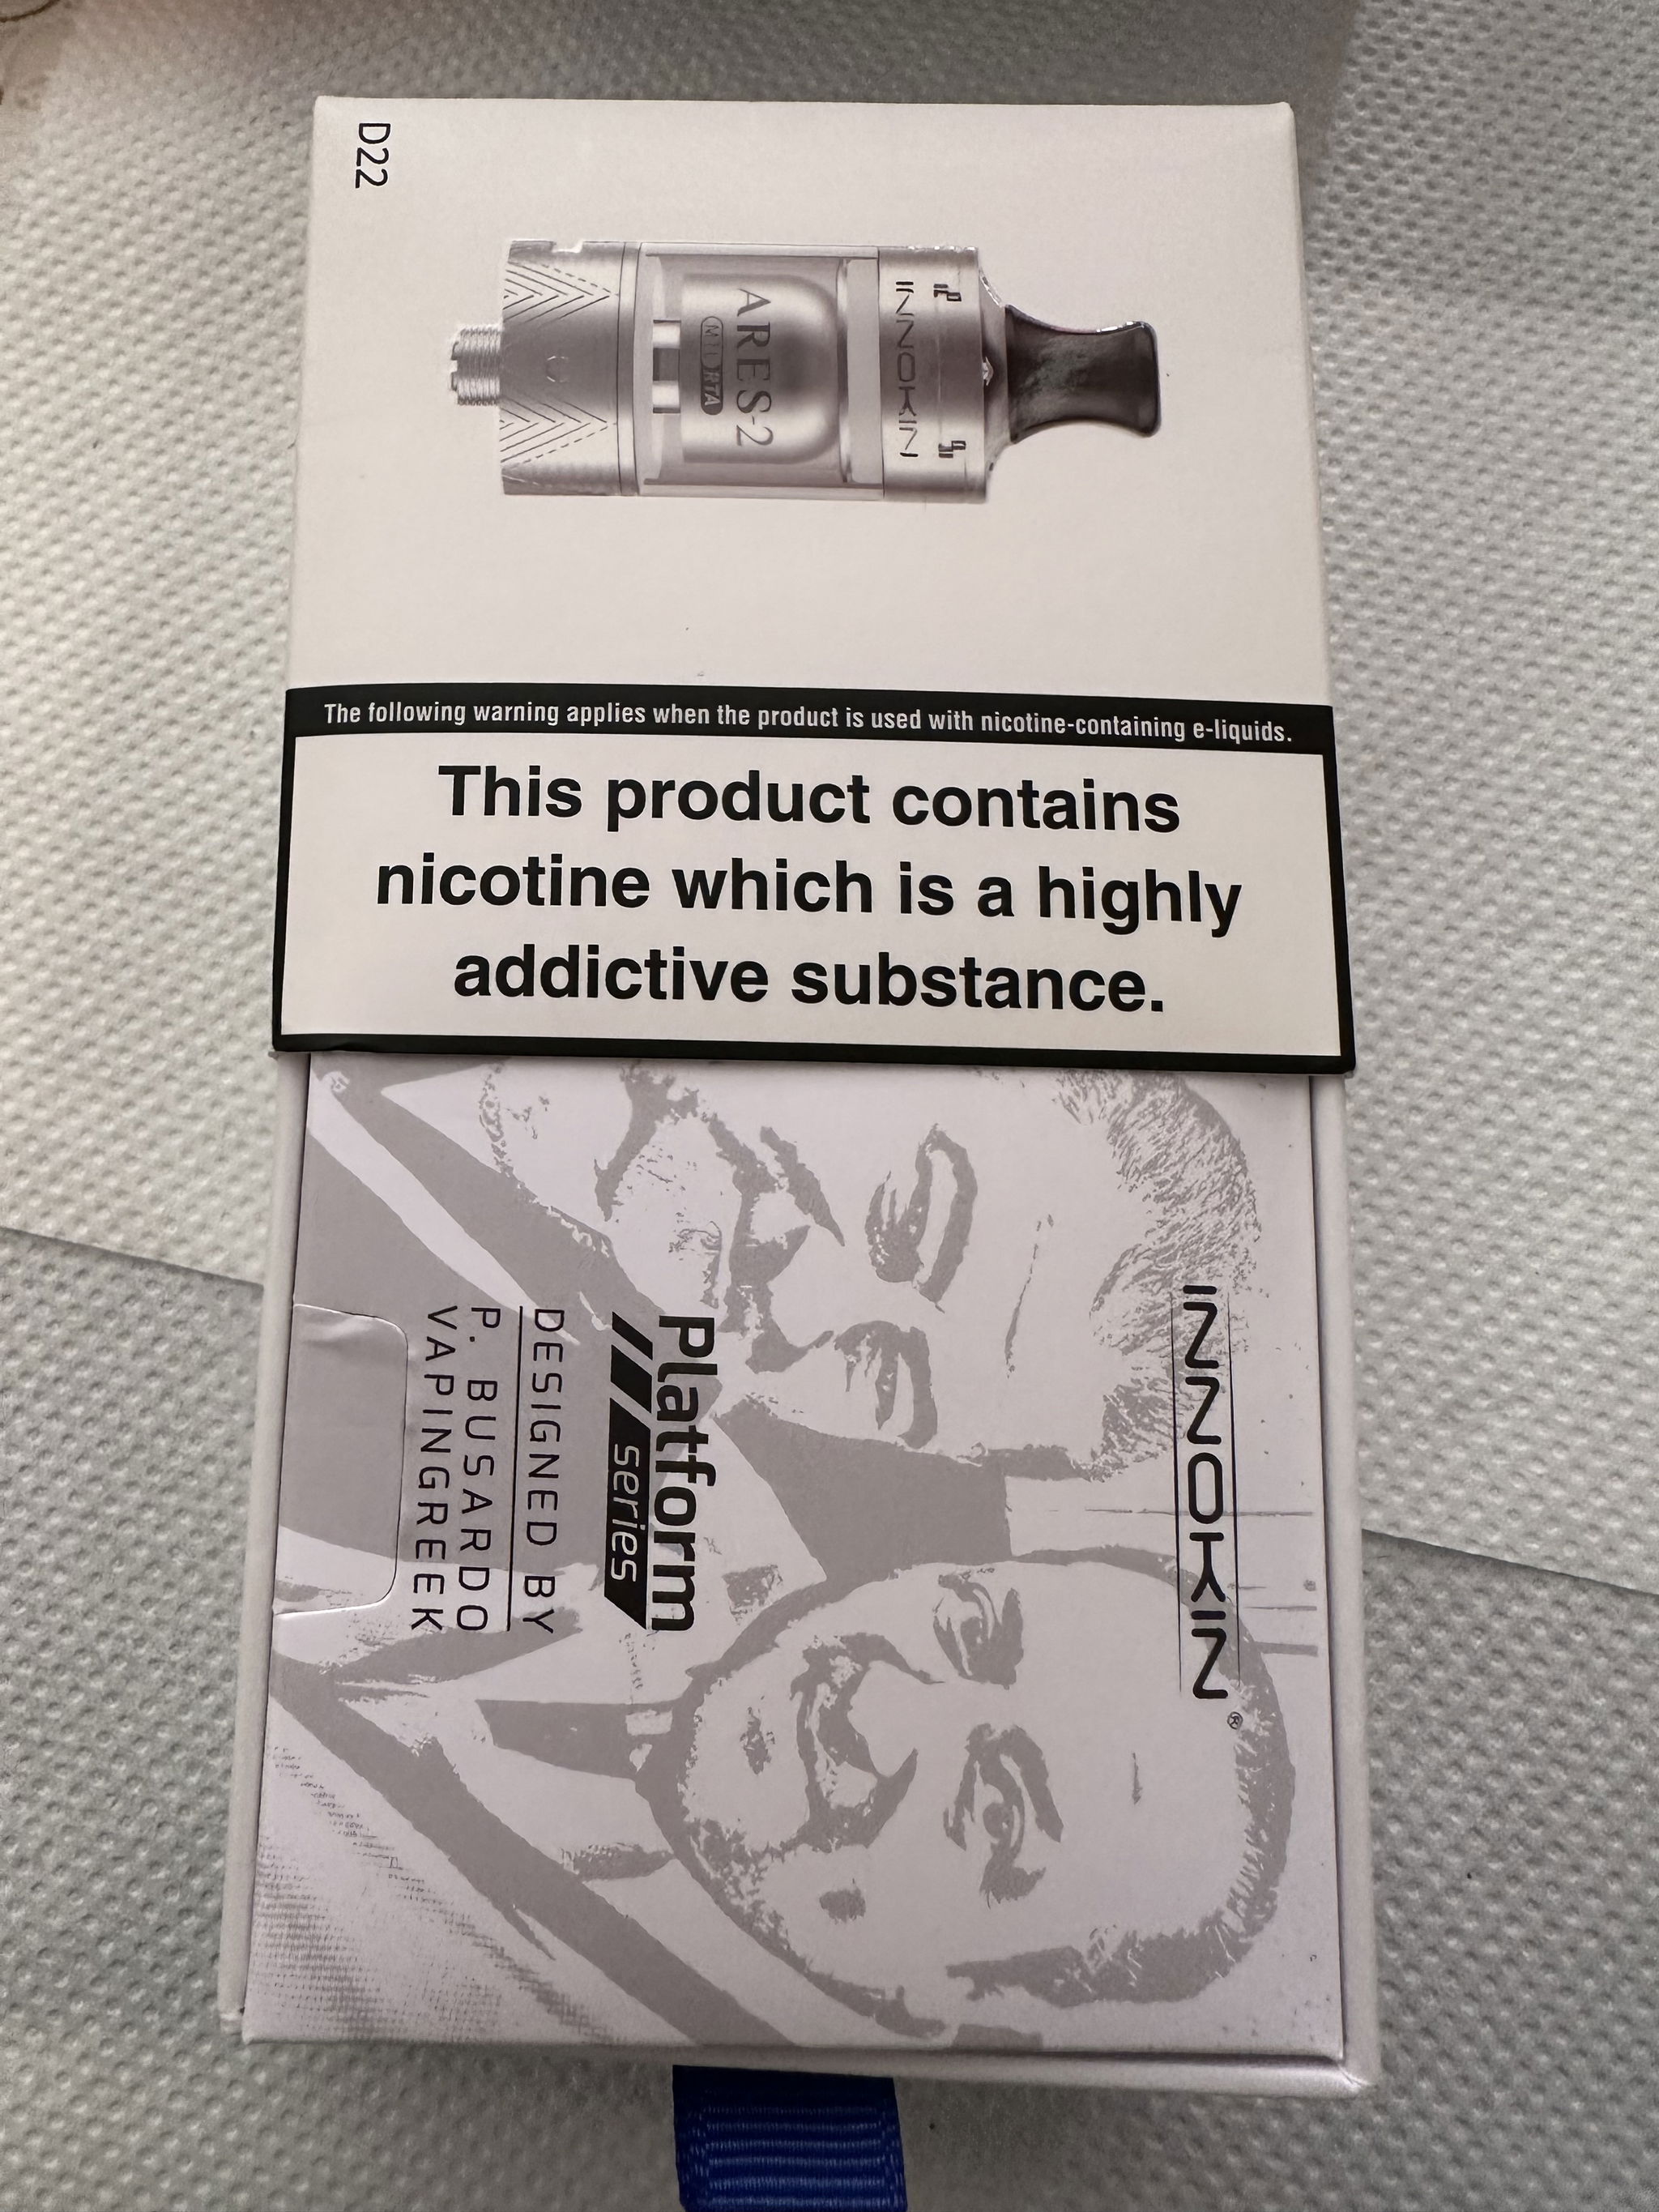 D22
INNOKIN
ARES-2
MTL RTA
The following warning applies when the product is used with nicotine-containing e-liquids.
This product contains
nicotine which is a highly
addictive substance.
INNOKIN®
Platform
series
DESIGNED BY
P. BUSARDO
VAPINGREEK